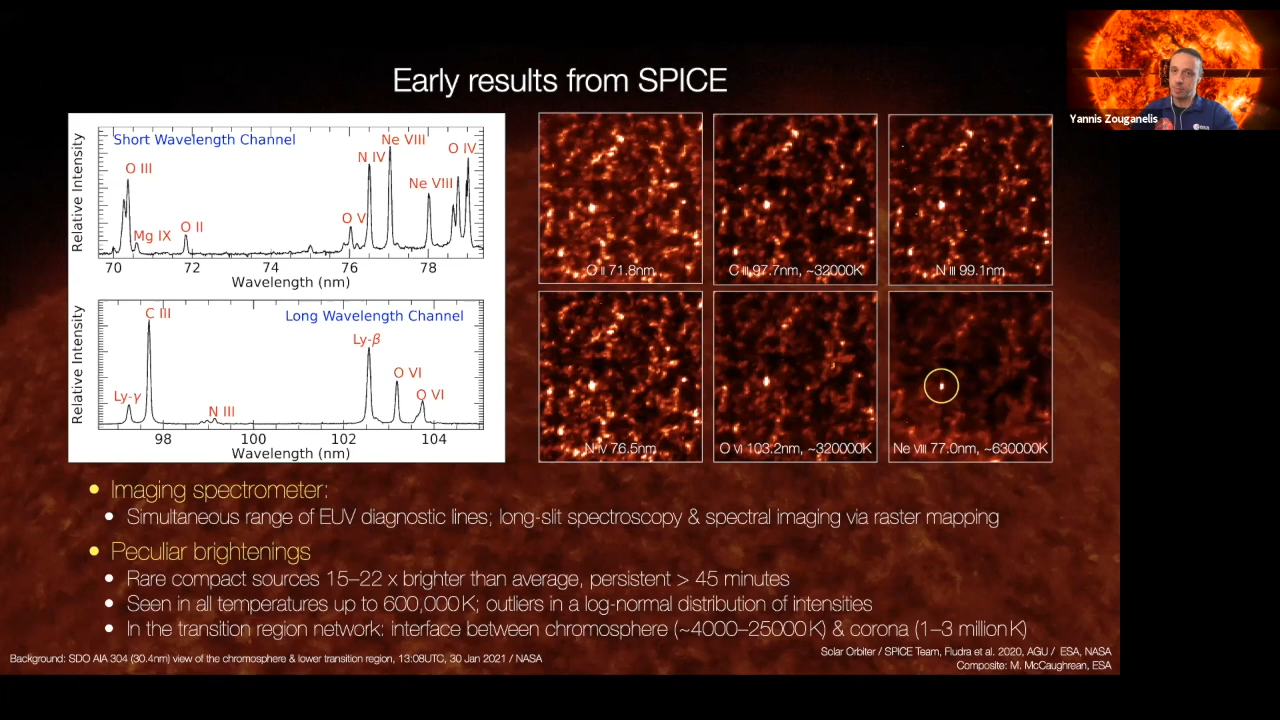 Early results from SPICE
Yannis Zouganelis
Short Wavelength Channel
Relative Intensity
O III
Mg IX
O II
O V
N IV
Ne VIII
Ne VIII
O IV
70 72 74 76 78
Wavelength (nm)
Long Wavelength Channel
Relative Intensity
Ly-γ
C III
N III
Ly-β
O VI
O VI
98 100 102 104
Wavelength (nm)
O II 71.8nm
C III 97.7nm, ~32000K
N III 99.1nm
N IV 76.5nm
O VI 103.2nm, ~320000K
Ne VIII 77.0nm, ~630000K
• Imaging spectrometer:
• Simultaneous range of EUV diagnostic lines; long-slit spectroscopy & spectral imaging via raster mapping
• Peculiar brightenings
• Rare compact sources 15–22 x brighter than average, persistent > 45 minutes
• Seen in all temperatures up to 600,000K; outliers in a log-normal distribution of intensities
• In the transition region network: interface between chromosphere (~4000–25000K) & corona (1–3 million K)
Background: SDO AIA 304 (30.4nm) view of the chromosphere & lower transition region, 13:08UTC, 30 Jan 2021 / NASA
Solar Orbiter / SPICE Team, Fludra et al. 2020, AGU / ESA, NASA
Composite: M. McCaughrean, ESA